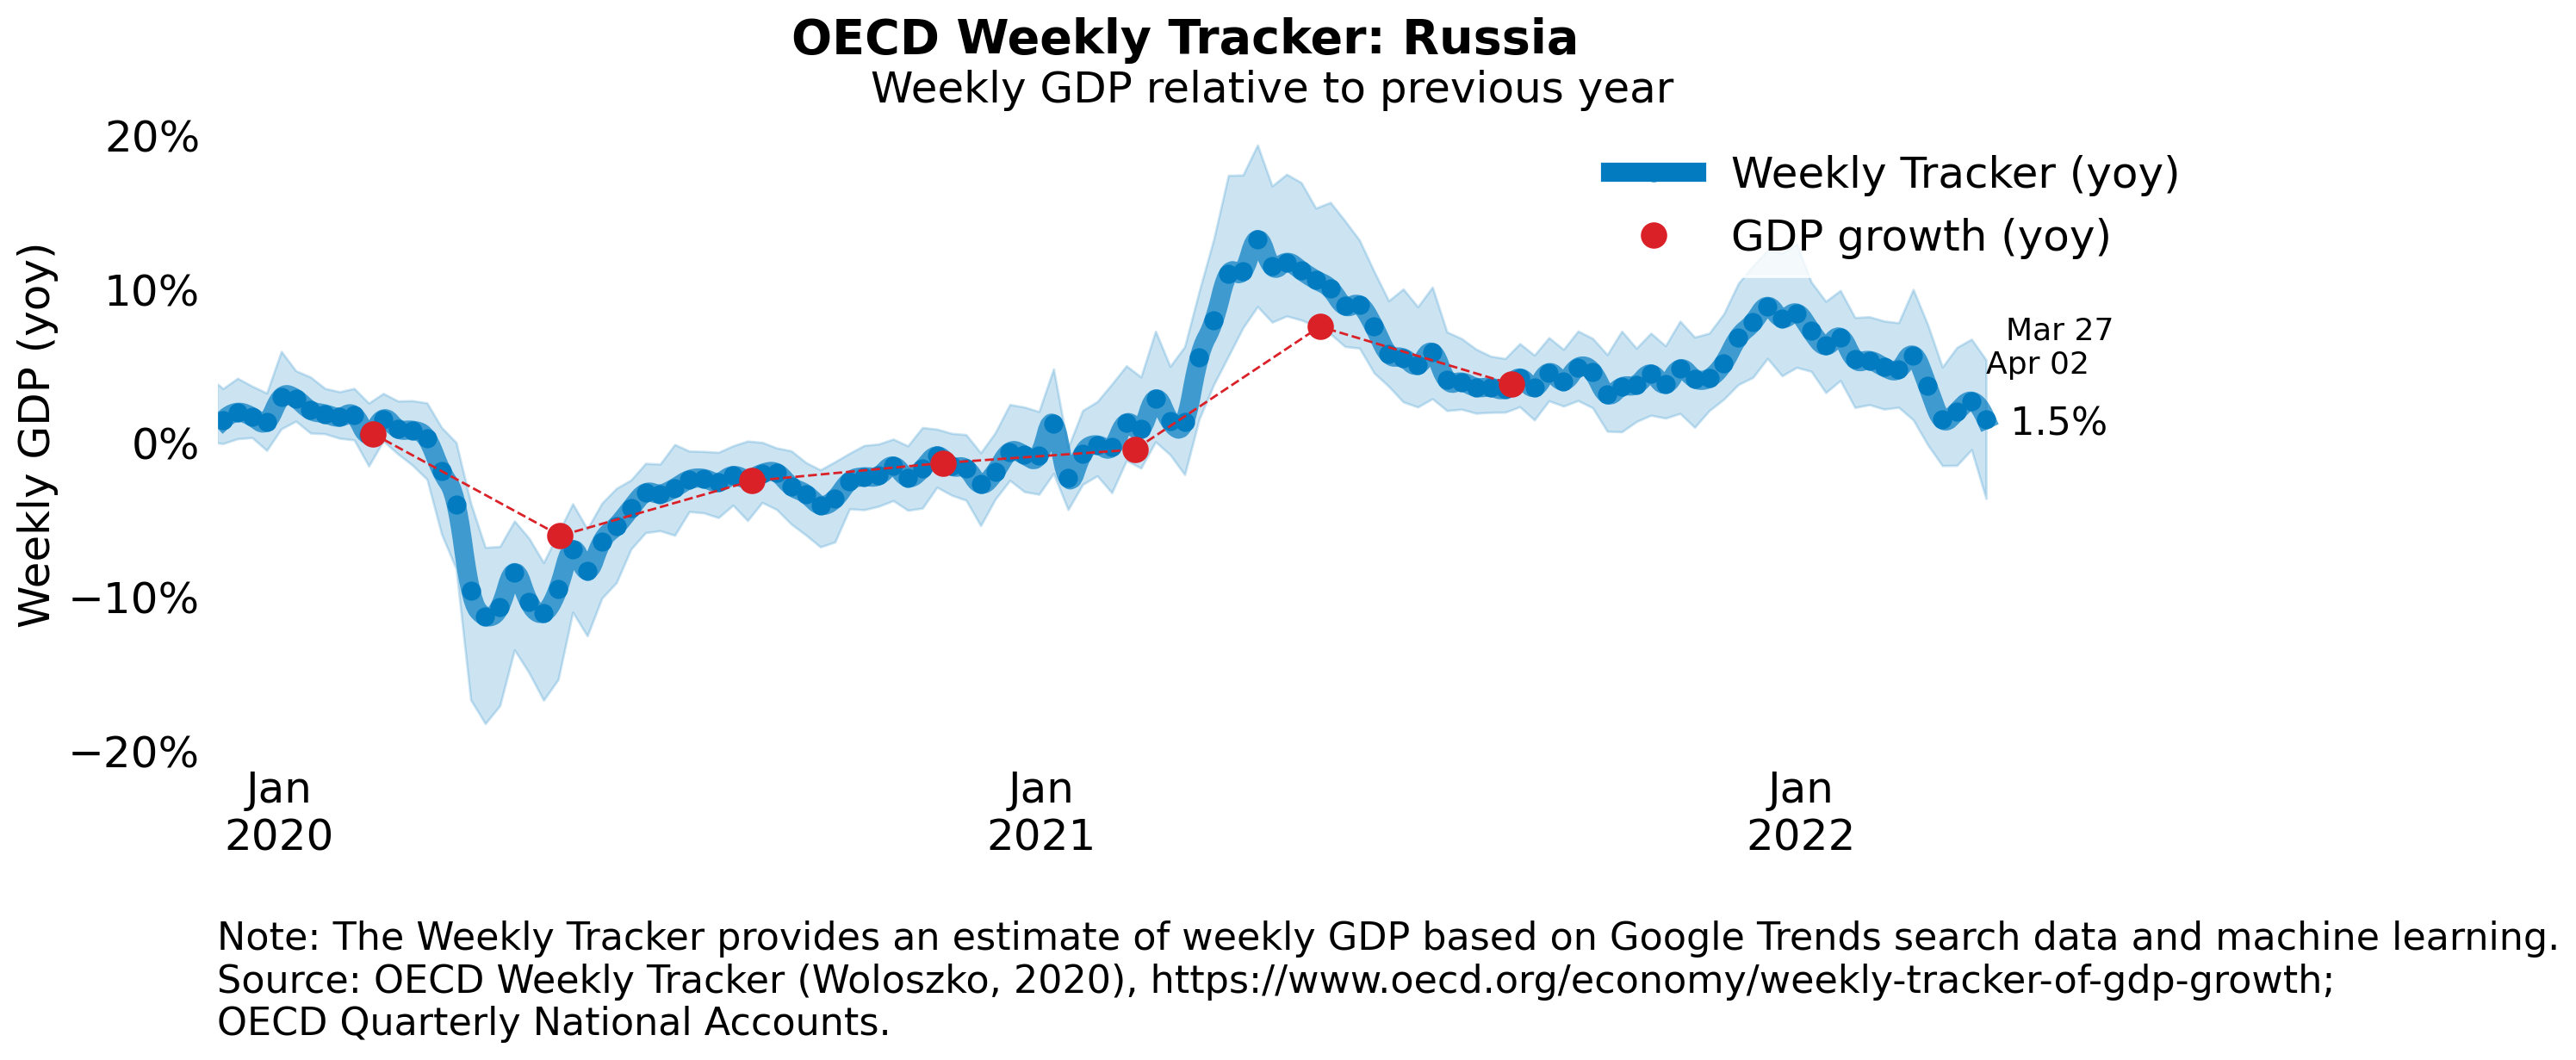 OECD Weekly Tracker: Russia
Weekly GDP relative to previous year
Weekly GDP (yoy)
20%
10%
0%
−10%
−20%
Weekly Tracker (yoy)
GDP growth (yoy)
Mar 27
Apr 02
1.5%
Jan
2020
Jan
2021
Jan
2022
Note: The Weekly Tracker provides an estimate of weekly GDP based on Google Trends search data and machine learning.
Source: OECD Weekly Tracker (Woloszko, 2020), https://www.oecd.org/economy/weekly-tracker-of-gdp-growth;
OECD Quarterly National Accounts.